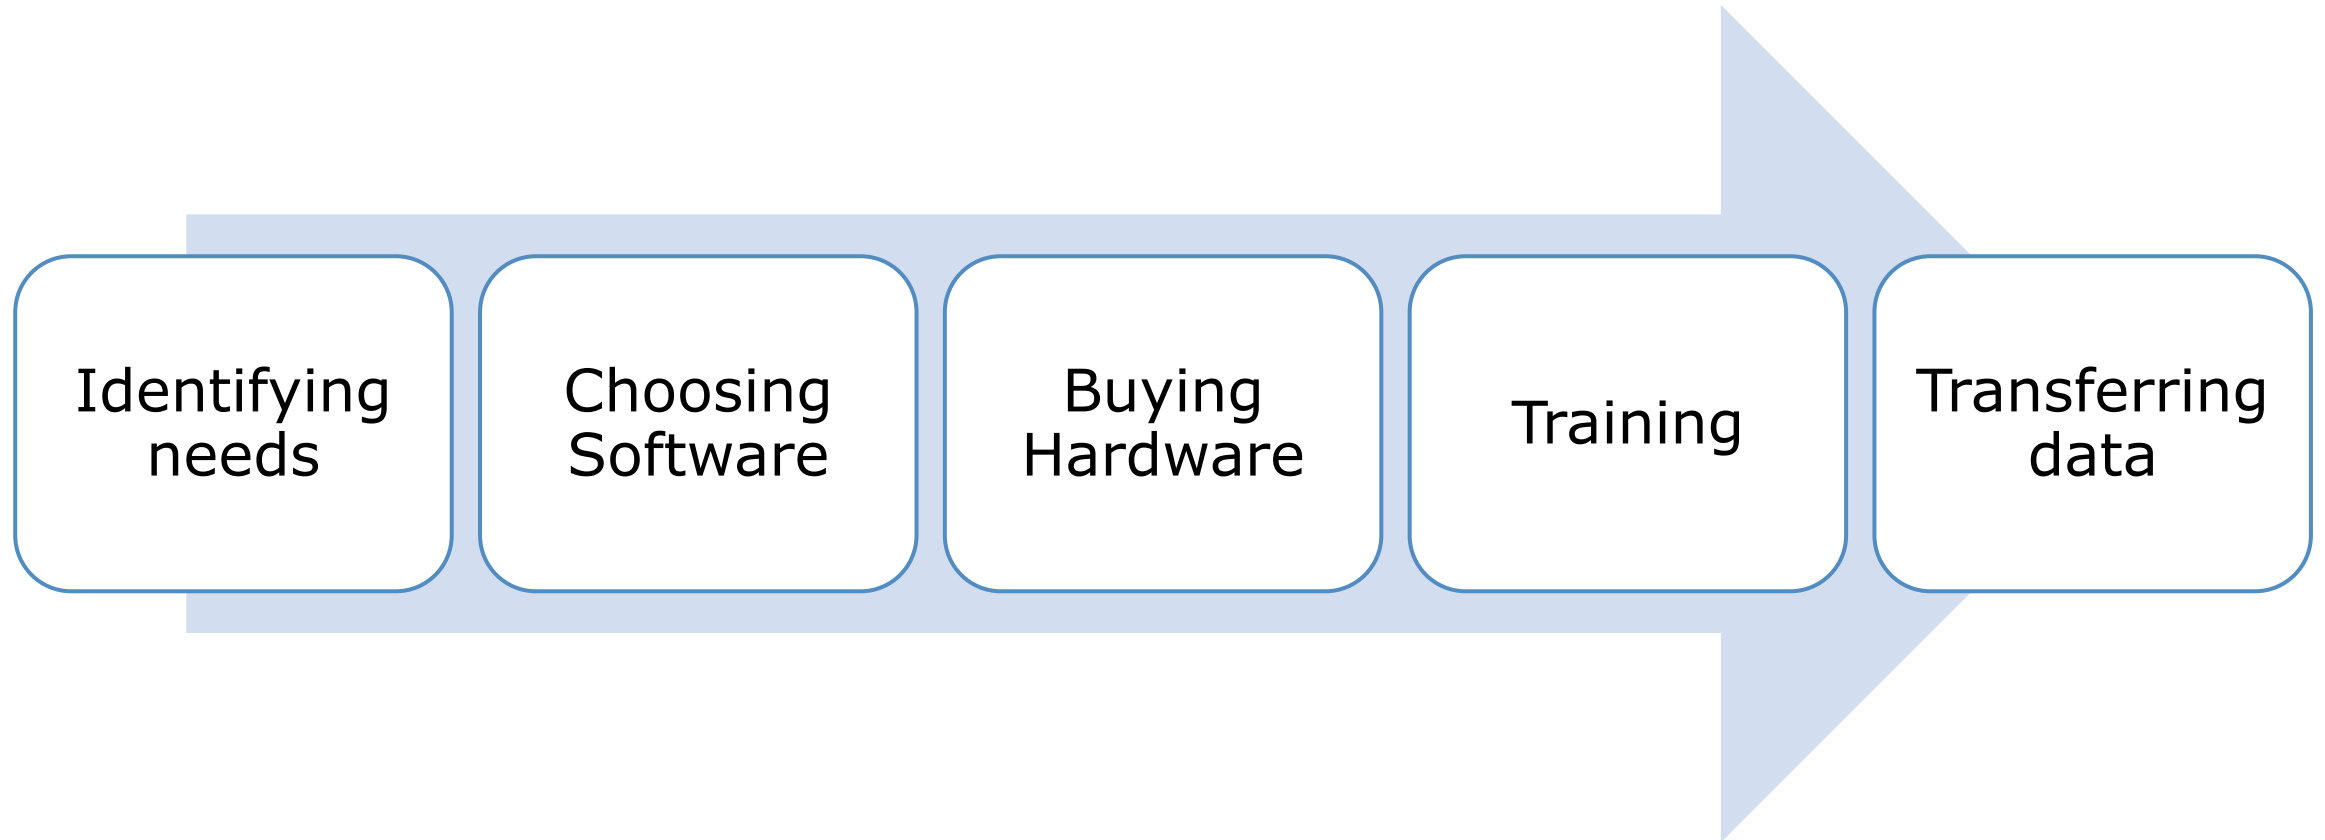 Identifying
needs
Choosing
Software
Buying
Hardware
Training
Transferring
data